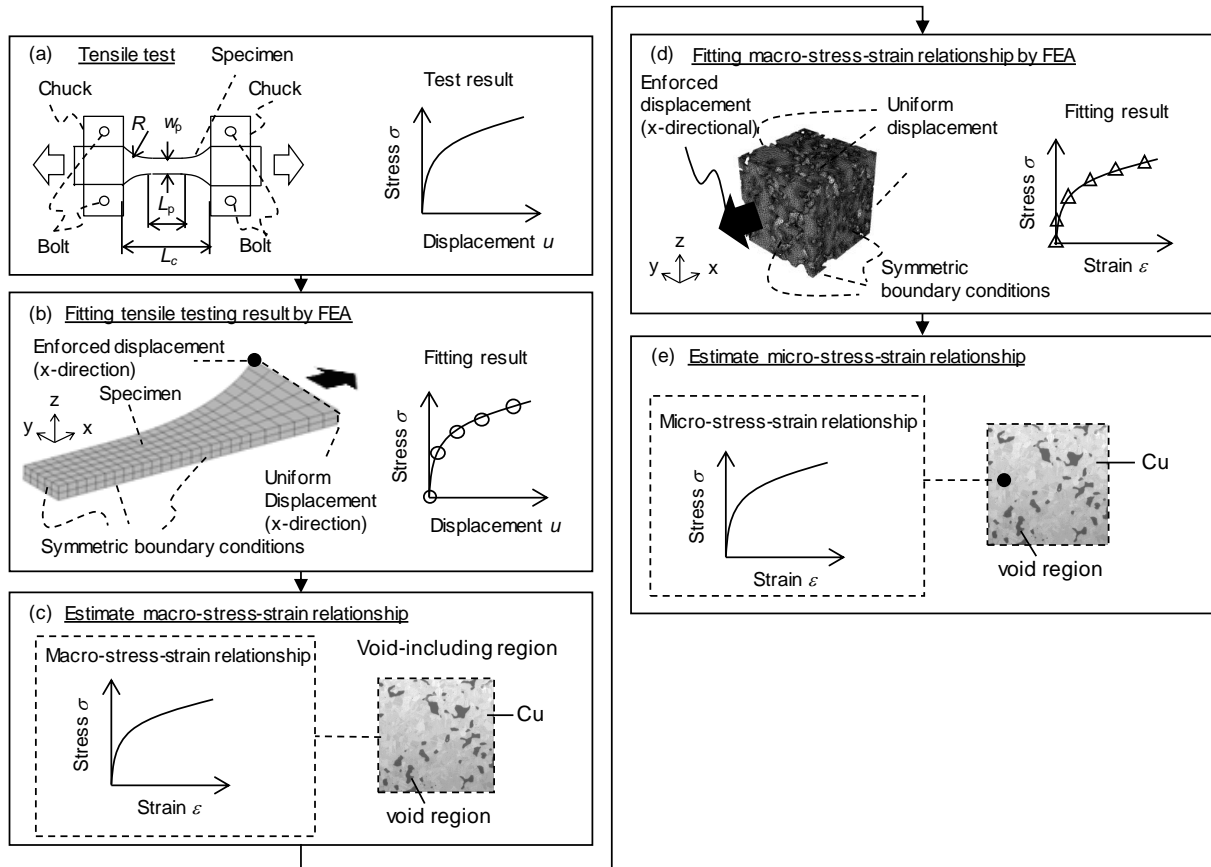 (a) Tensile test
Specimen
Chuck
Chuck
R
wp
Lp
Lc
Bolt
Bolt
Test result
Stress σ
Displacement u
(b) Fitting tensile testing result by FEA
Enforced displacement
(x-direction)
Specimen
z
y
x
Uniform
Displacement
(x-direction)
Symmetric boundary conditions
Fitting result
Stress σ
Displacement u
(c) Estimate macro-stress-strain relationship
Macro-stress-strain relationship
Stress σ
Strain ε
Void-including region
Cu
void region
(d) Fitting macro-stress-strain relationship by FEA
Enforced
displacement
(x-directional)
Uniform
displacement
z
y
x
Symmetric
boundary conditions
Fitting result
Stress σ
Strain ε
(e) Estimate micro-stress-strain relationship
Micro-stress-strain relationship
Stress σ
Strain ε
Cu
void region